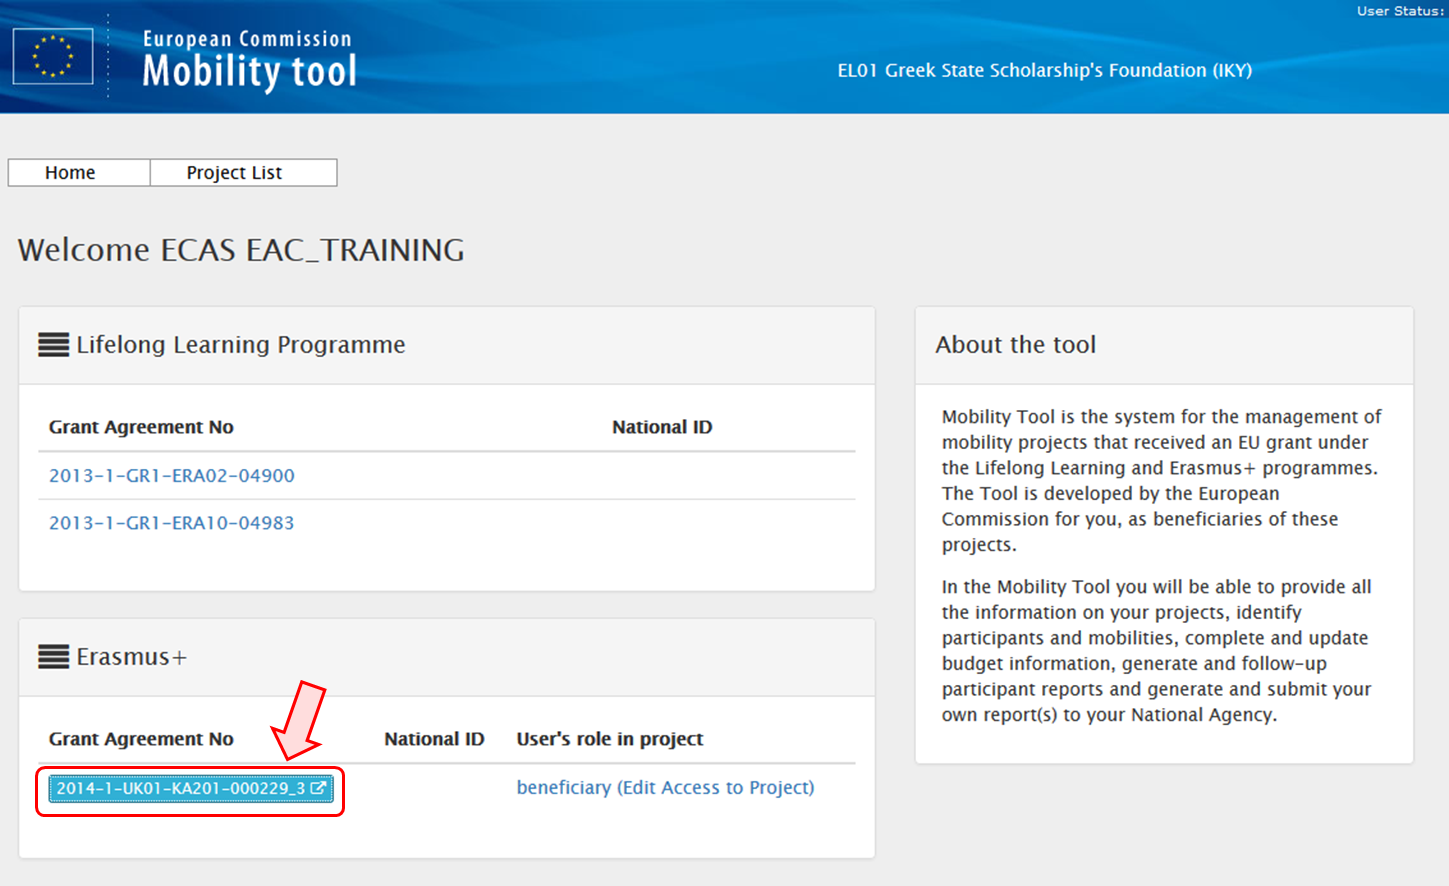 User Status:
European Commission
Mobility tool
EL01 Greek State Scholarship's Foundation (IKY)
Home
Project List
Welcome ECAS EAC_TRAINING
Lifelong Learning Programme
Grant Agreement No
National ID
2013-1-GR1-ERA02-04900
2013-1-GR1-ERA10-04983
Erasmus+
Grant Agreement No
National ID
User's role in project
2014-1-UK01-KA201-000229_3
beneficiary (Edit Access to Project)
About the tool
Mobility Tool is the system for the management of
mobility projects that received an EU grant under
the Lifelong Learning and Erasmus+ programmes.
The Tool is developed by the European
Commission for you, as beneficiaries of these
projects.
In the Mobility Tool you will be able to provide all
the information on your projects, identify
participants and mobilities, complete and update
budget information, generate and follow-up
participant reports and generate and submit your
own report(s) to your National Agency.